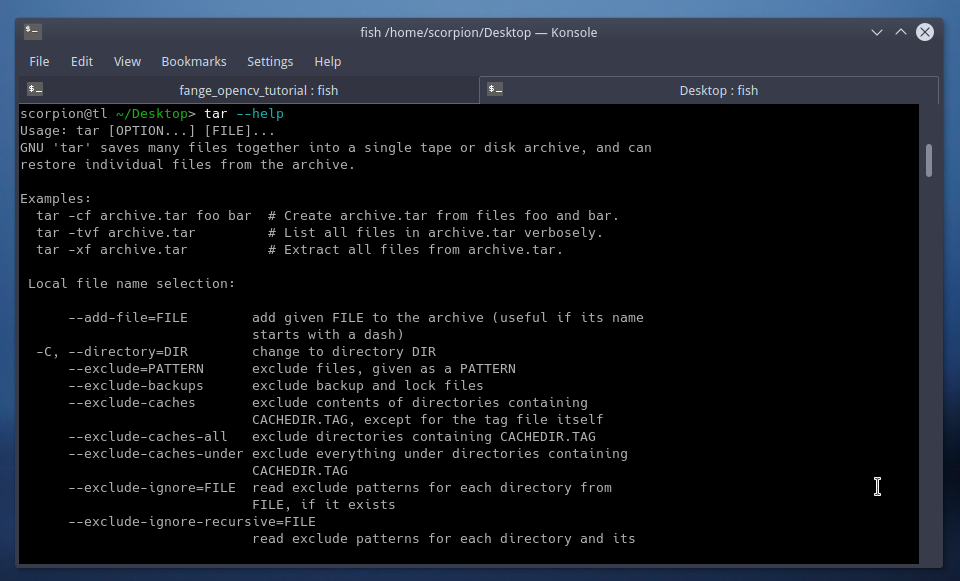 fish /home/scorpion/Desktop — Konsole
File Edit View Bookmarks Settings Help
fange_opencv_tutorial : fish
Desktop : fish
scorpion@tl ~/Desktop> tar --help
Usage: tar [OPTION...] [FILE]...
GNU 'tar' saves many files together into a single tape or disk archive, and can
restore individual files from the archive.

Examples:
  tar -cf archive.tar foo bar  # Create archive.tar from files foo and bar.
  tar -tvf archive.tar         # List all files in archive.tar verbosely.
  tar -xf archive.tar          # Extract all files from archive.tar.

 Local file name selection:

      --add-file=FILE        add given FILE to the archive (useful if its name
                             starts with a dash)
  -C, --directory=DIR        change to directory DIR
      --exclude=PATTERN      exclude files, given as a PATTERN
      --exclude-backups      exclude backup and lock files
      --exclude-caches       exclude contents of directories containing
                             CACHEDIR.TAG, except for the tag file itself
      --exclude-caches-all   exclude directories containing CACHEDIR.TAG
      --exclude-caches-under exclude everything under directories containing
                             CACHEDIR.TAG
      --exclude-ignore=FILE  read exclude patterns for each directory from
                             FILE, if it exists
      --exclude-ignore-recursive=FILE
                             read exclude patterns for each directory and its